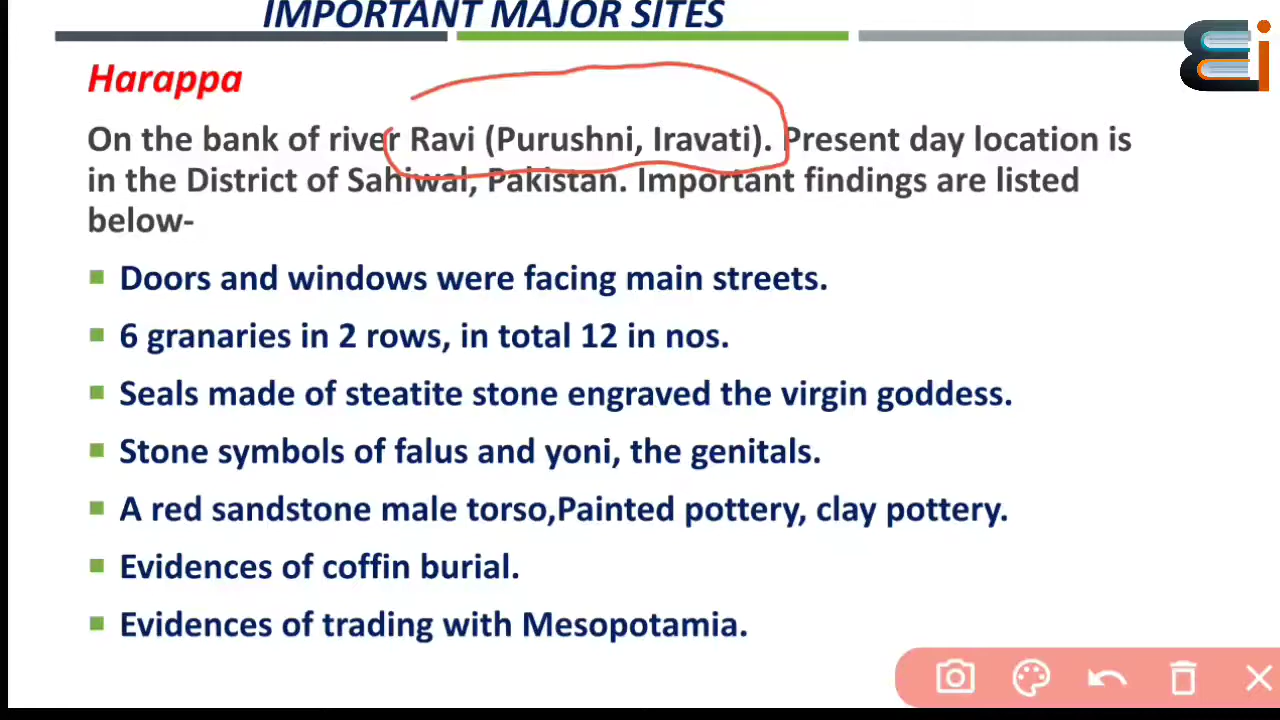 IMPORTANT MAJOR SITES
Harappa
On the bank of river Ravi (Purushni, Iravati). Present day location is
in the District of Sahiwal, Pakistan. Important findings are listed
below-
Doors and windows were facing main streets.
6 granaries in 2 rows, in total 12 in nos.
Seals made of steatite stone engraved the virgin goddess.
Stone symbols of falus and yoni, the genitals.
A red sandstone male torso,Painted pottery, clay pottery.
Evidences of coffin burial.
Evidences of trading with Mesopotamia.